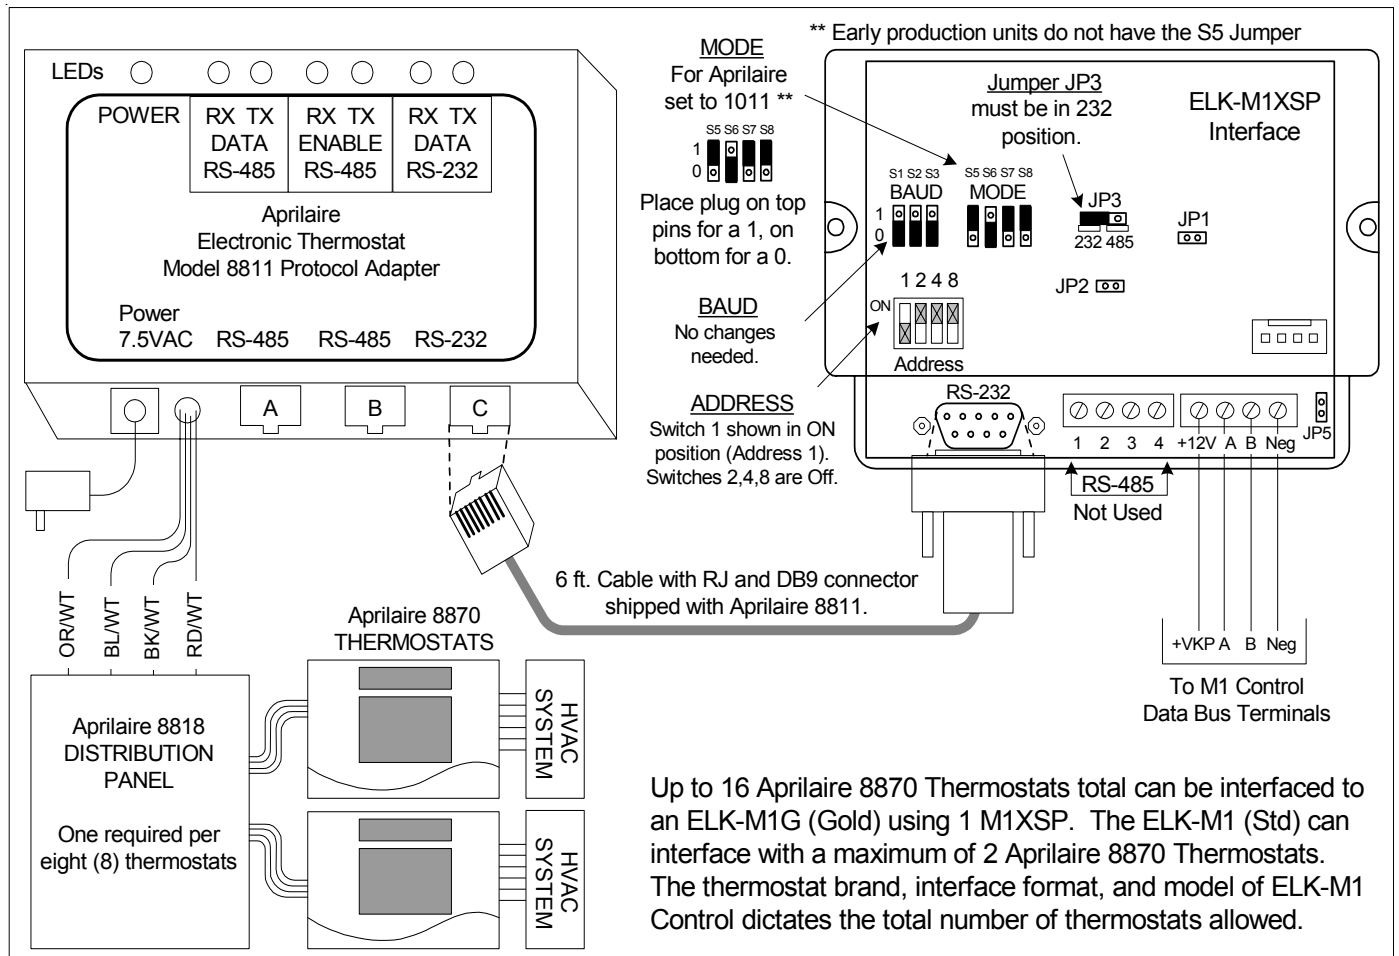 ** Early production units do not have the S5 Jumper
LEDs
POWER
RX TX
DATA
RS-485
RX TX
ENABLE
RS-485
RX TX
DATA
RS-232
Aprilaire
Electronic Thermostat
Model 8811 Protocol Adapter
Power
7.5VAC
RS-485
RS-485
RS-232
A
B
C
MODE
For Aprilaire
set to 1011 **
S5 S6 S7 S8
1
0
Place plug on top
pins for a 1, on
bottom for a 0.
BAUD
No changes
needed.
ADDRESS
Switch 1 shown in ON
position (Address 1).
Switches 2,4,8 are Off.
Jumper JP3
must be in 232
position.
ELK-M1XSP
Interface
S1 S2 S3
BAUD
1
0
S5 S6 S7 S8
MODE
JP3
232 485
JP1
JP2
1 2 4 8
ON
Address
RS-232
1 2 3 4
+12V A B Neg
JP5
RS-485
Not Used
+VKP A B Neg
To M1 Control
Data Bus Terminals
6 ft. Cable with RJ and DB9 connector
shipped with Aprilaire 8811.
OR/WT
BL/WT
BK/WT
RD/WT
Aprilaire 8818
DISTRIBUTION
PANEL
One required per
eight (8) thermostats
Aprilaire 8870
THERMOSTATS
HVAC
SYSTEM
HVAC
SYSTEM
Up to 16 Aprilaire 8870 Thermostats total can be interfaced to
an ELK-M1G (Gold) using 1 M1XSP. The ELK-M1 (Std) can
interface with a maximum of 2 Aprilaire 8870 Thermostats.
The thermostat brand, interface format, and model of ELK-M1
Control dictates the total number of thermostats allowed.